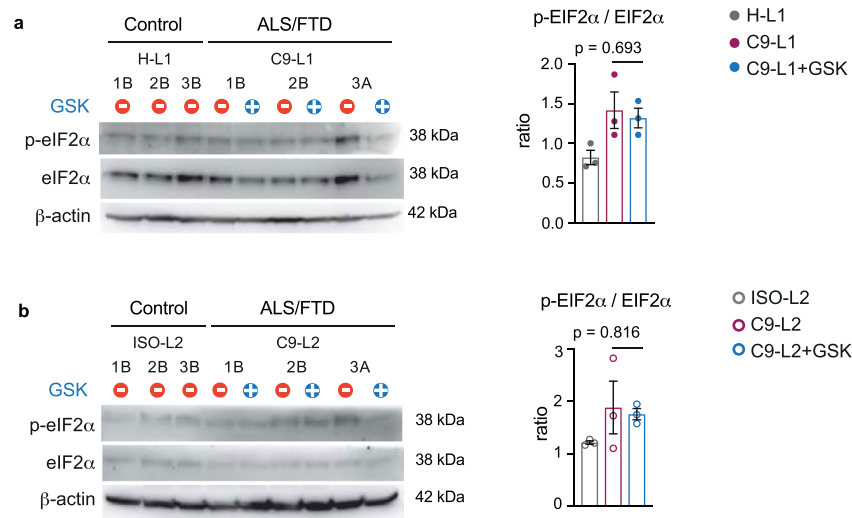 a
Control
ALS/FTD
H-L1
C9-L1
1B 2B 3B 1B 2B 3A
GSK
p-eIF2α
38 kDa
eIF2α
38 kDa
β-actin
42 kDa
p-EIF2α / EIF2α
p = 0.693
2.0
1.5
1.0
0.5
0.0
ratio
H-L1
C9-L1
C9-L1+GSK
b
Control
ALS/FTD
ISO-L2
C9-L2
1B 2B 3B 1B 2B 3A
GSK
p-eIF2α
38 kDa
eIF2α
38 kDa
β-actin
42 kDa
p-EIF2α / EIF2α
p = 0.816
3
2
1
0
ratio
ISO-L2
C9-L2
C9-L2+GSK